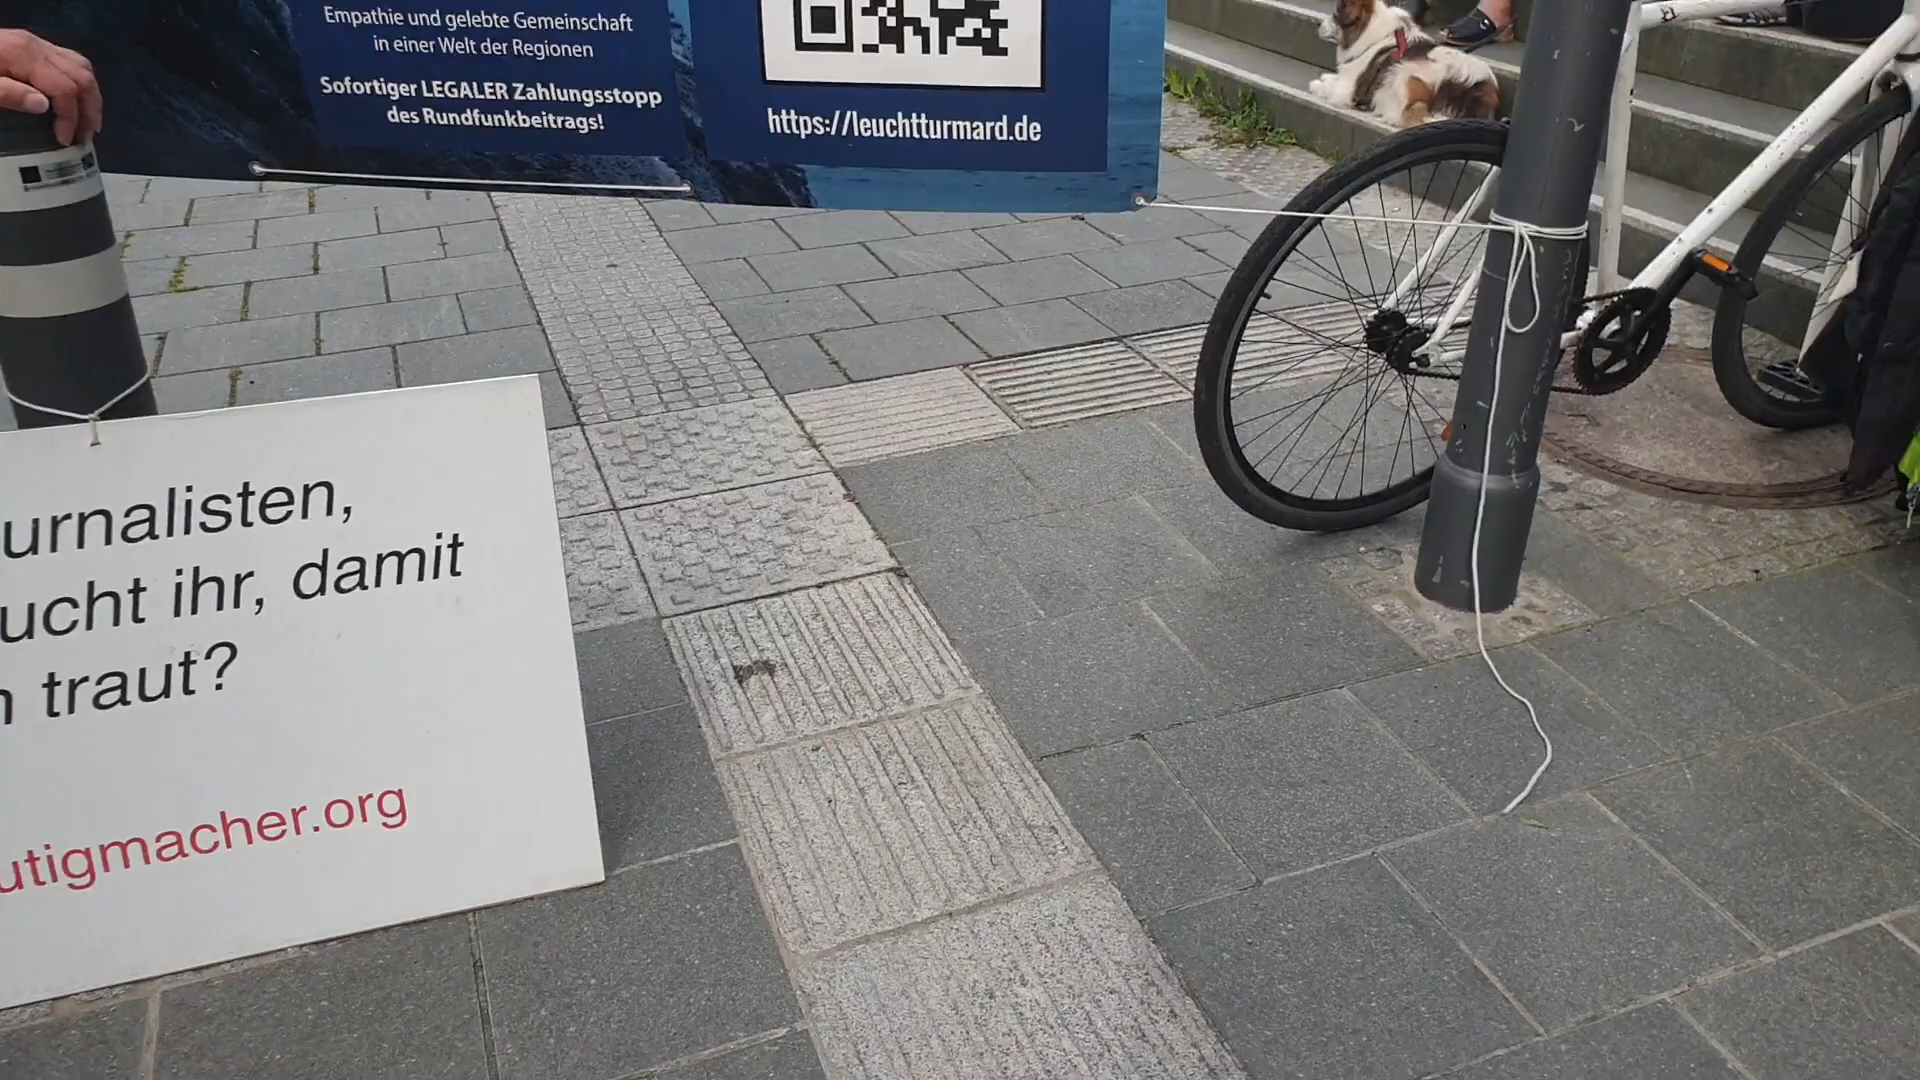 Empathie und gelebte Gemeinschaft
in einer Welt der Regionen
Sofortiger LEGALER Zahlungsstopp
des Rundfunkbeitrags!
https://leuchtturmard.de
urnalisten,
ucht ihr, damit
n traut?
utigmacher.org